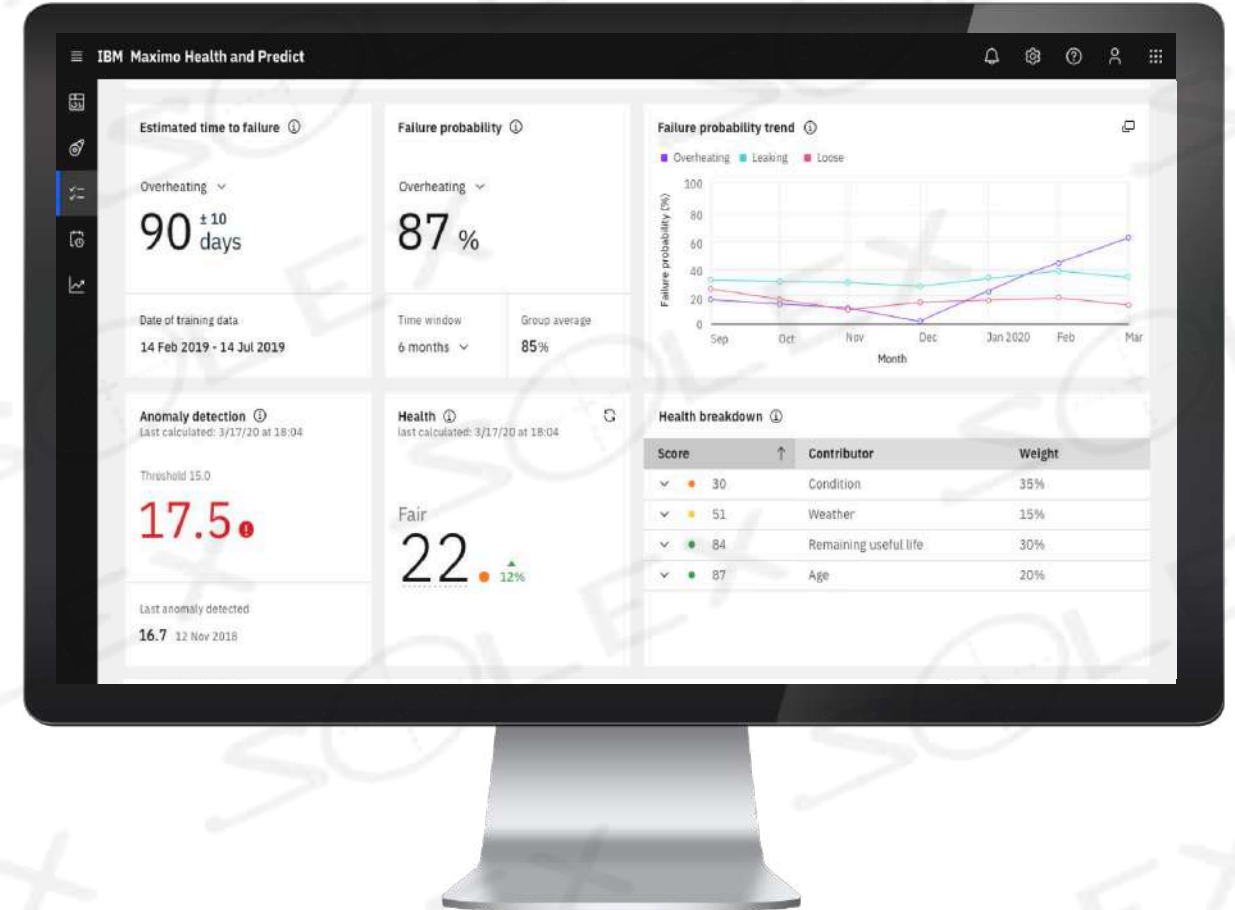 IBM Maximo Health and Predict
Estimated time to failure
Overheating
90 ± 10 days
Date of training data
14 Feb 2019 - 14 Jul 2019
Failure probability
Overheating
87 %
Time window
6 months
Group average
85%
Failure probability trend
Overheating Leaking Loose
Failure probability (%)
100
80
60
40
20
0
Sep Oct Nov Dec Jan 2020 Feb Mar
Month
Anomaly detection
Last calculated: 3/17/20 at 18:04
Threshold 15.0
17.5
Last anomaly detected
16.7 12 Nov 2018
Health
last calculated: 3/17/20 at 18:04
Fair
22
12%
Health breakdown
Score Contributor Weight
30 Condition 35%
51 Weather 15%
84 Remaining useful life 30%
87 Age 20%
SOLEX